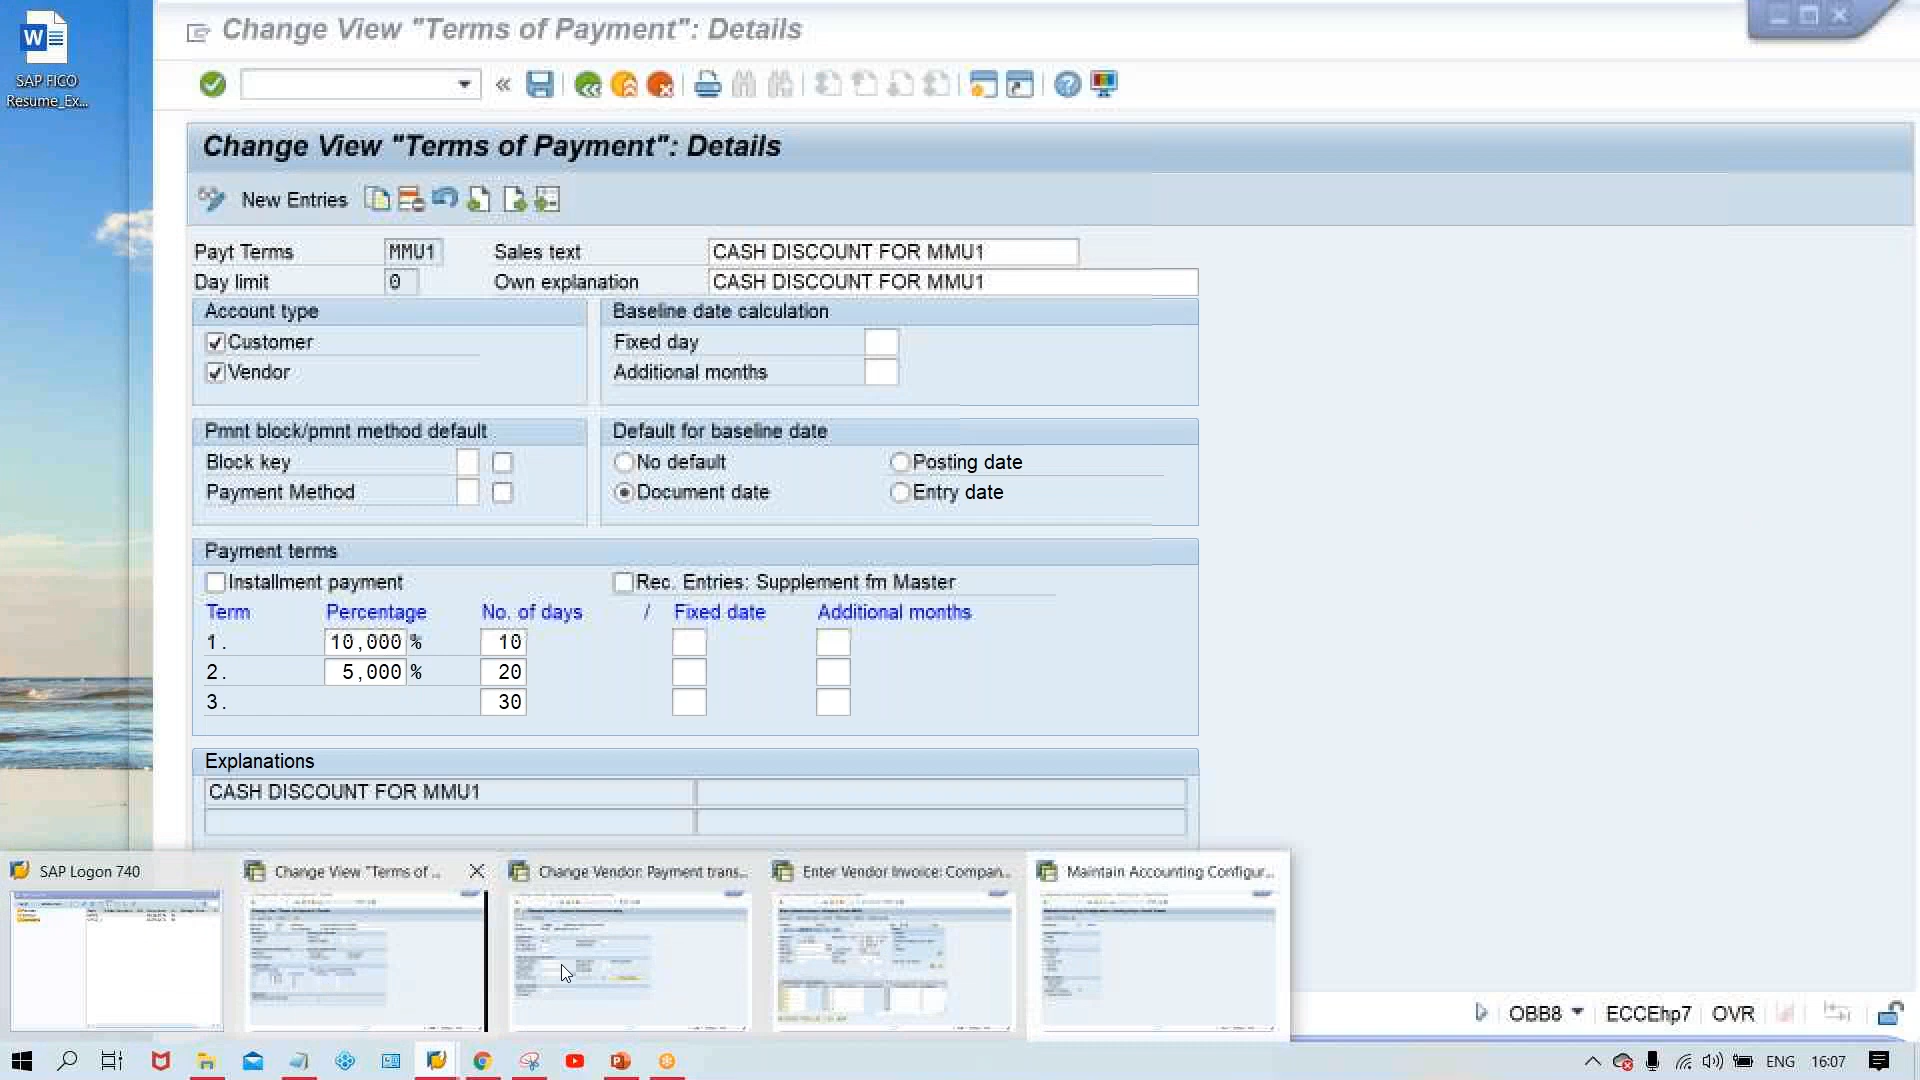 SAP FICO
Resume_Ex...
Change View "Terms of Payment": Details
Change View "Terms of Payment": Details
New Entries
Payt Terms MMU1 Sales text CASH DISCOUNT FOR MMU1
Day limit 0 Own explanation CASH DISCOUNT FOR MMU1
Account type Baseline date calculation
Customer Fixed day
Vendor Additional months
Pmnt block/pmnt method default Default for baseline date
Block key No default Posting date
Payment Method Document date Entry date
Payment terms
Installment payment Rec. Entries: Supplement fm Master
Term Percentage No. of days / Fixed date Additional months
1. 10,000 % 10
2. 5,000 % 20
3. 30
Explanations
CASH DISCOUNT FOR MMU1
SAP Logon 740 Change View "Terms of ... Change Vendor: Payment trans... Enter Vendor Invoice: Compan... Maintain Accounting Configur...
OBB8 ECCEhp7 OVR
ENG 16:07